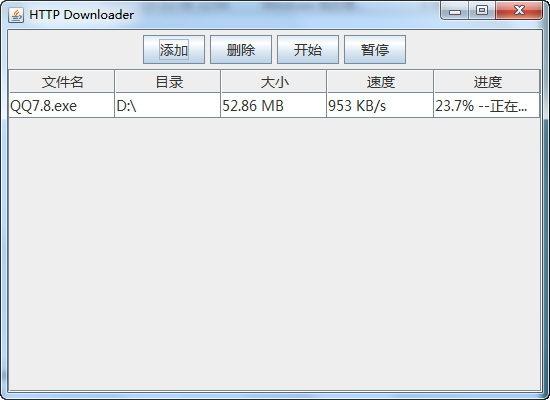 HTTP Downloader
添加 删除 开始 暂停
文件名 目录 大小 速度 进度
QQ7.8.exe D:\ 52.86 MB 953 KB/s 23.7% --正在...